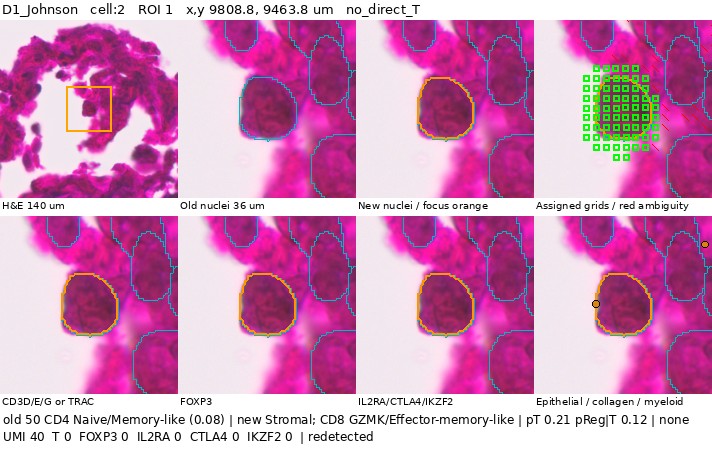 D1_Johnson cell:2 ROI 1 x,y 9808.8, 9463.8 um no_direct_T
H&E 140 um
Old nuclei 36 um
New nuclei / focus orange
Assigned grids / red ambiguity
CD3D/E/G or TRAC
FOXP3
IL2RA/CTLA4/IKZF2
Epithelial / collagen / myeloid
old 50 CD4 Naive/Memory-like (0.08) | new Stromal; CD8 GZMK/Effector-memory-like | pT 0.21 pReg|T 0.12 | none
UMI 40 T 0 FOXP3 0 IL2RA 0 CTLA4 0 IKZF2 0 | redetected